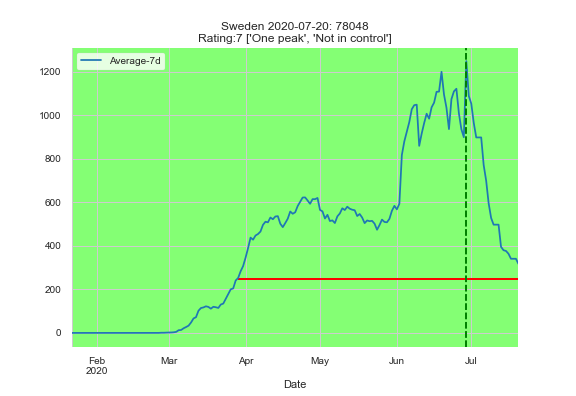 Sweden 2020-07-20: 78048
Rating:7 ['One peak', 'Not in control']
Average-7d
1200
1000
800
600
400
200
0
Feb
2020
Mar
Apr
May
Jun
Jul
Date